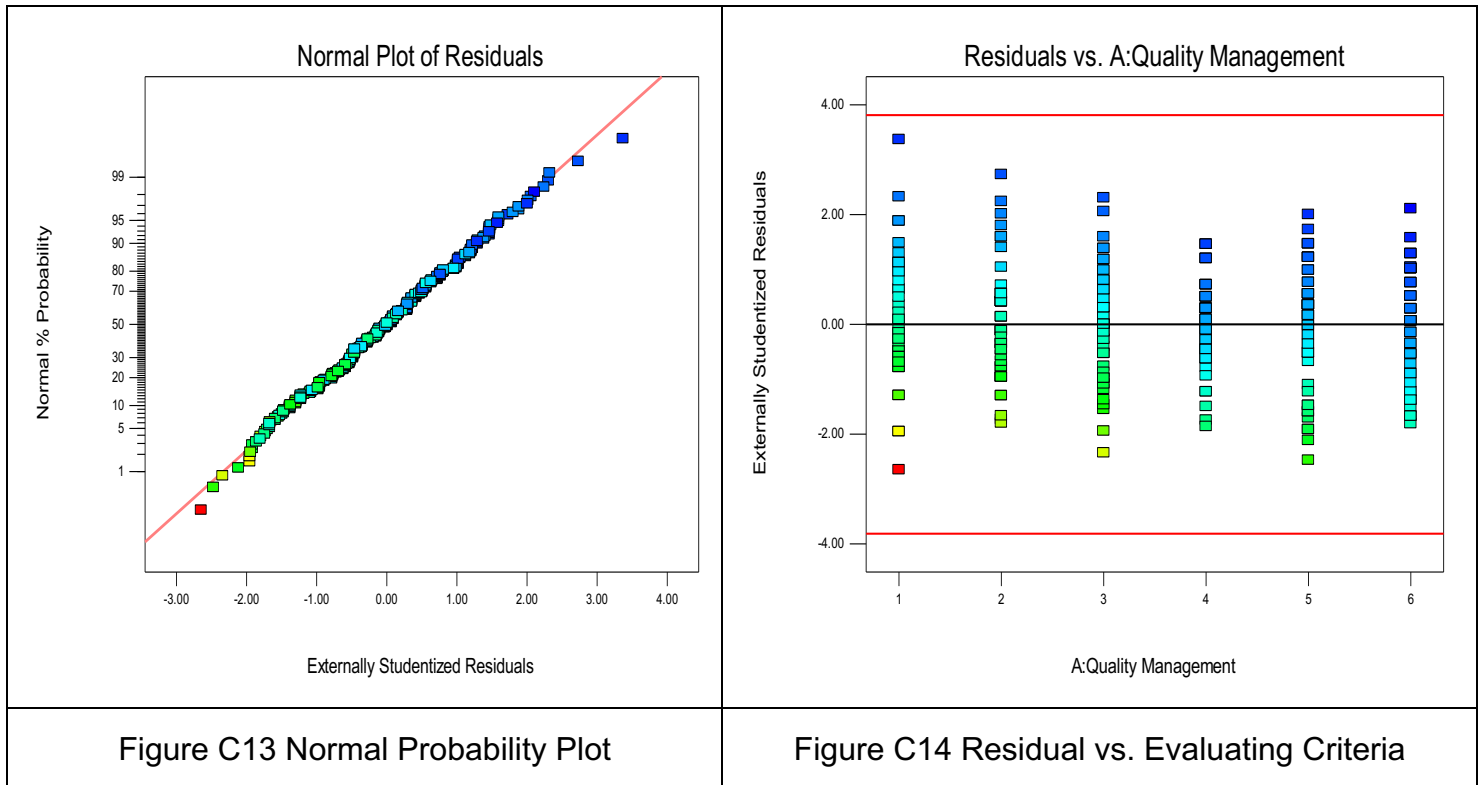 Normal Plot of Residuals
Normal % Probability
99
95
90
80
70
50
30
20
10
5
1
-3.00 -2.00 -1.00 0.00 1.00 2.00 3.00 4.00
Externally Studentized Residuals
Figure C13 Normal Probability Plot
Residuals vs. A:Quality Management
Externally Studentized Residuals
4.00
2.00
0.00
-2.00
-4.00
1 2 3 4 5 6
A:Quality Management
Figure C14 Residual vs. Evaluating Criteria